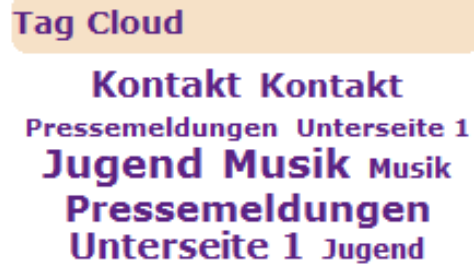 Tag Cloud
Kontakt Kontakt
Pressemeldungen Unterseite 1
Jugend Musik Musik
Pressemeldungen
Unterseite 1 Jugend